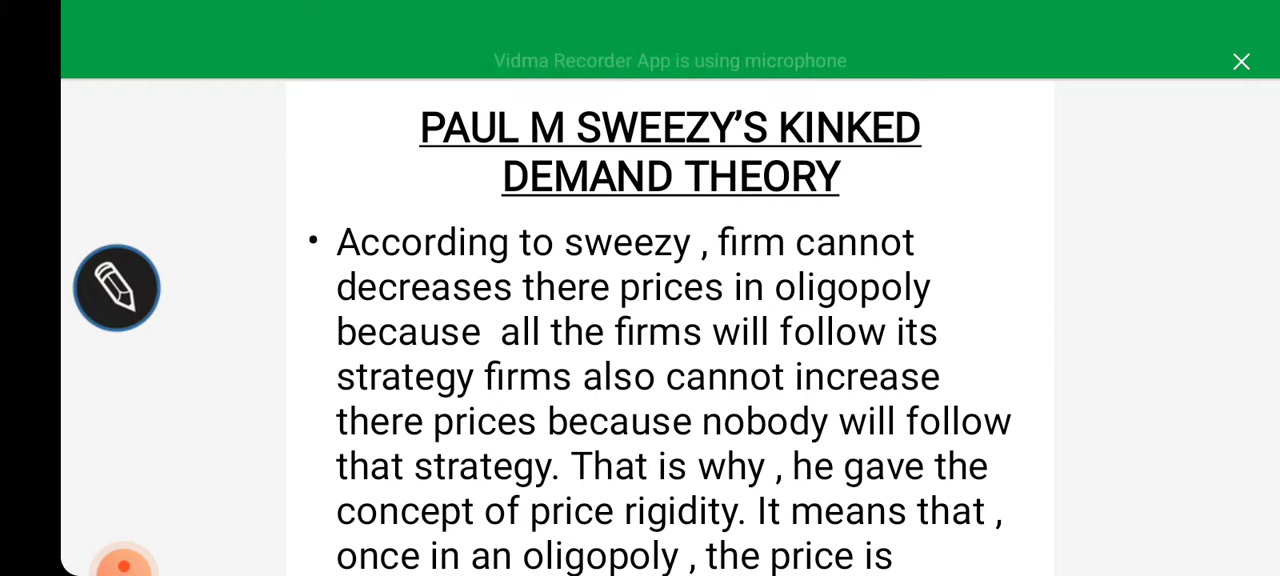 Vidma Recorder App is using microphone
PAUL M SWEEZY’S KINKED
DEMAND THEORY
• According to sweezy , firm cannot
decreases there prices in oligopoly
because all the firms will follow its
strategy firms also cannot increase
there prices because nobody will follow
that strategy. That is why , he gave the
concept of price rigidity. It means that ,
once in an oligopoly , the price is